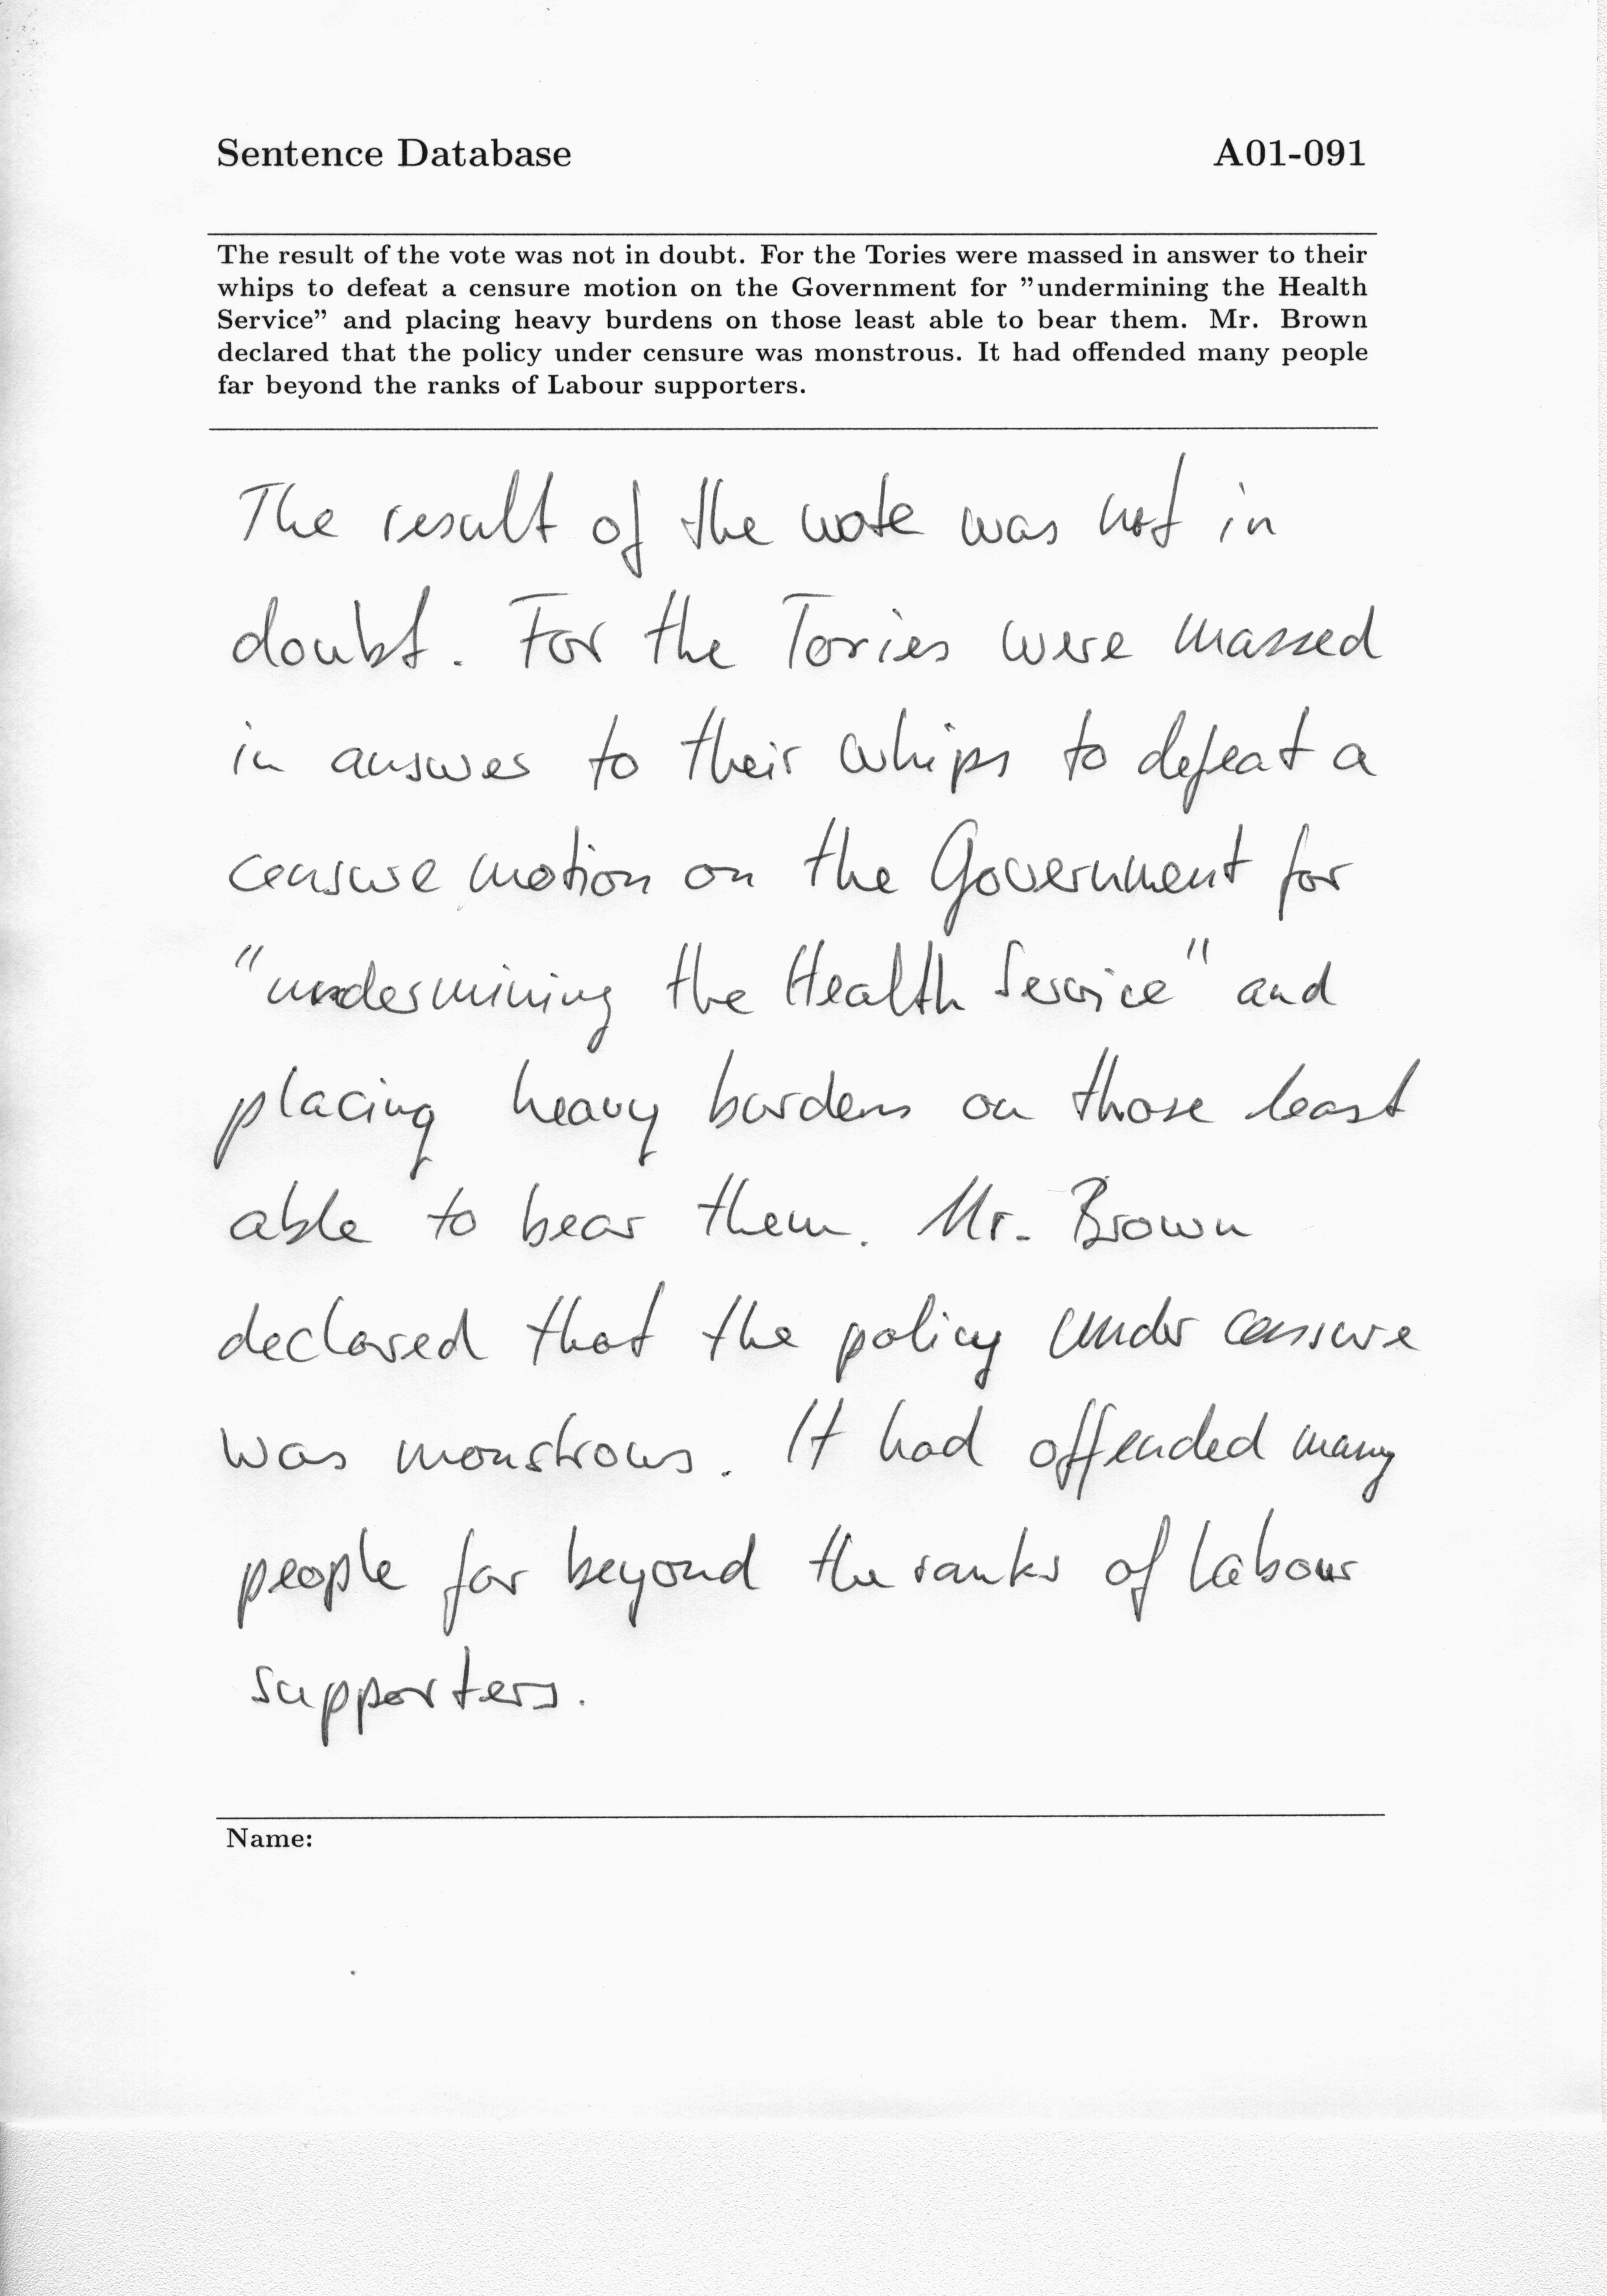 Sentence Database A01-091
The result of the vote was not in doubt. For the Tories were massed in answer to their
whips to defeat a censure motion on the Government for ”undermining the Health
Service” and placing heavy burdens on those least able to bear them. Mr. Brown
declared that the policy under censure was monstrous. It had offended many people
far beyond the ranks of Labour supporters.
The result of the vote was not in
doubt. For the Tories were massed
in answer to their whips to defeat a
censure motion on the Government for
"undermining the Health Service" and
placing heavy burdens on those least
able to bear them. Mr. Brown
declared that the policy under censure
was monstrous. It had offended many
people far beyond the ranks of Labour
supporters.
Name: